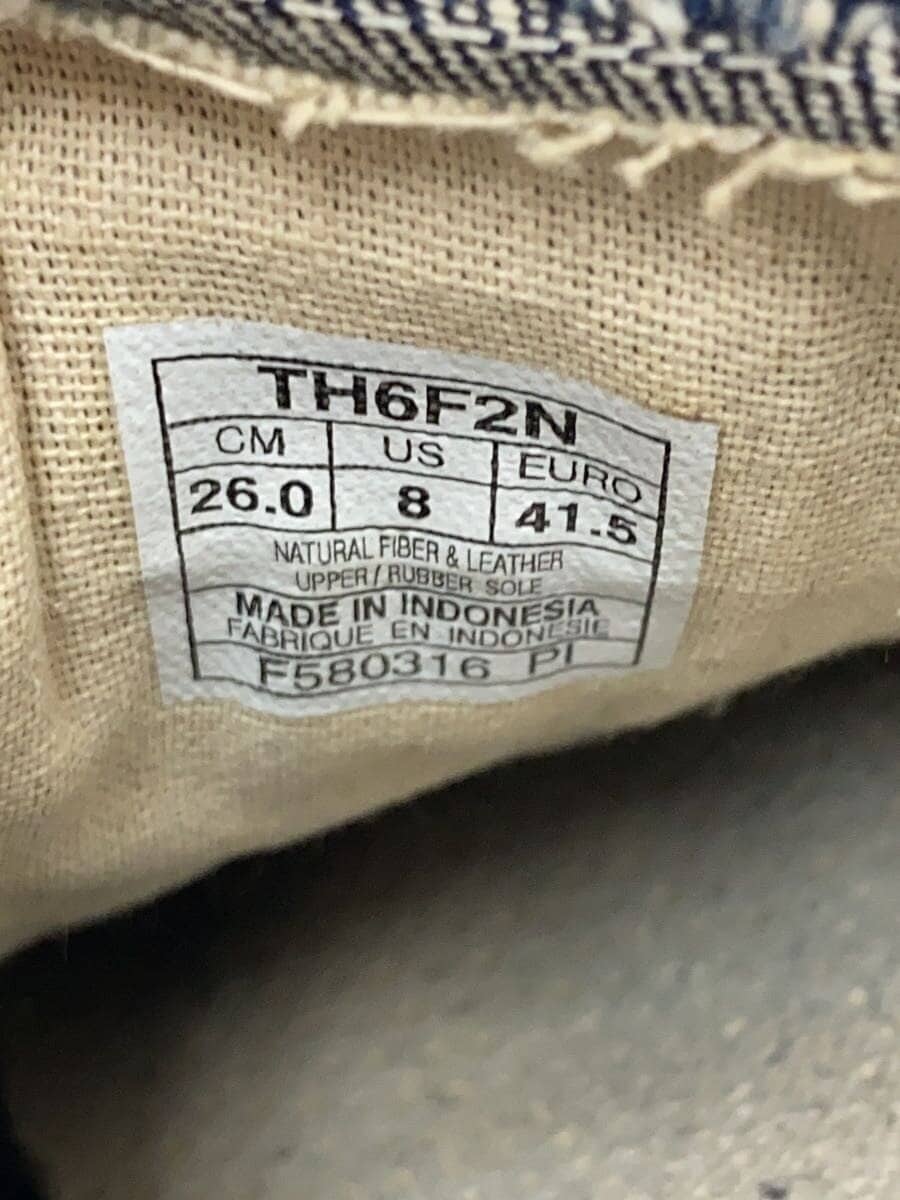 TH6F2N
CM US EURO
26.0 8 41.5
NATURAL FIBER & LEATHER
UPPER / RUBBER SOLE
MADE IN INDONESIA
FABRIQUE EN INDONESIE
F580316 PI